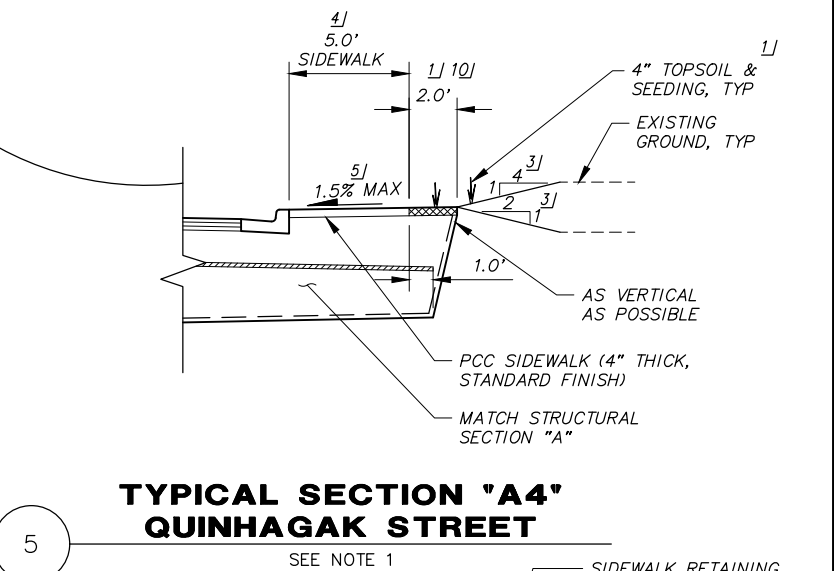 4/
5.0'
SIDEWALK
1/ 10/
2.0'
1/
4" TOPSOIL &
SEEDING, TYP
EXISTING
GROUND, TYP
5/
1.5% MAX
3/
1 4
2 3/
1
1.0'
AS VERTICAL
AS POSSIBLE
PCC SIDEWALK (4" THICK,
STANDARD FINISH)
MATCH STRUCTURAL
SECTION "A"
TYPICAL SECTION "A4"
QUINHAGAK STREET
5
SEE NOTE 1
SIDEWALK RETAINING